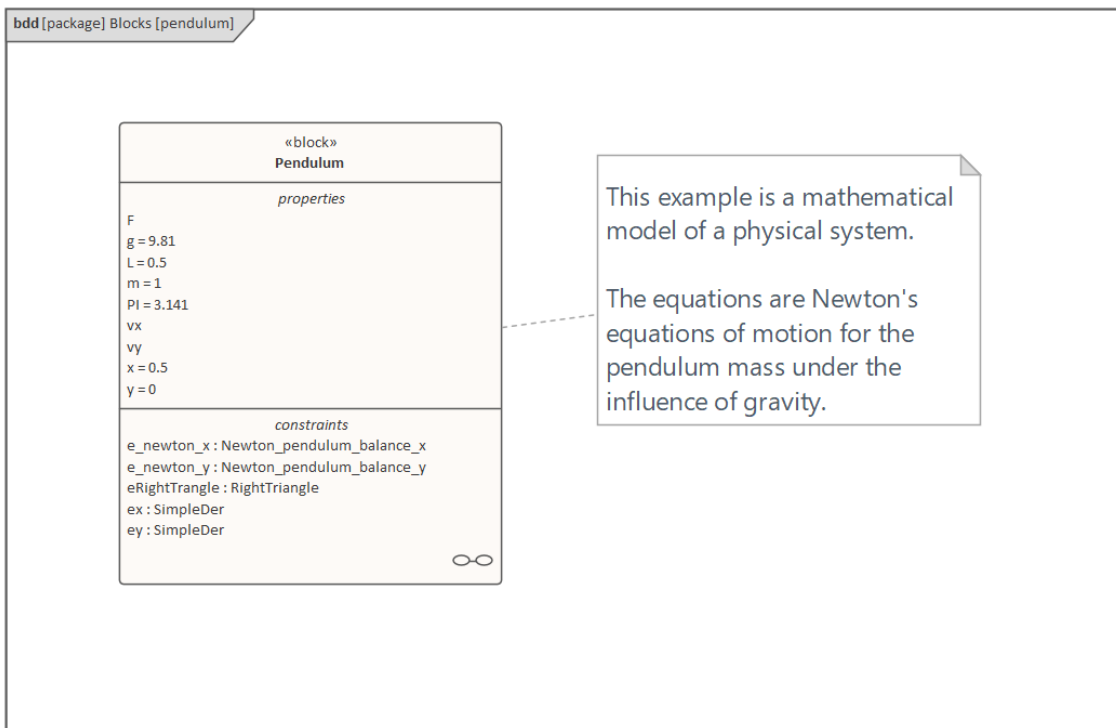 bdd [package] Blocks [pendulum]
«block»
Pendulum
properties
F
g = 9.81
L = 0.5
m = 1
PI = 3.141
vx
vy
x = 0.5
y = 0
constraints
e_newton_x : Newton_pendulum_balance_x
e_newton_y : Newton_pendulum_balance_y
eRightTrangle : RightTriangle
ex : SimpleDer
ey : SimpleDer
This example is a mathematical
model of a physical system.
The equations are Newton's
equations of motion for the
pendulum mass under the
influence of gravity.